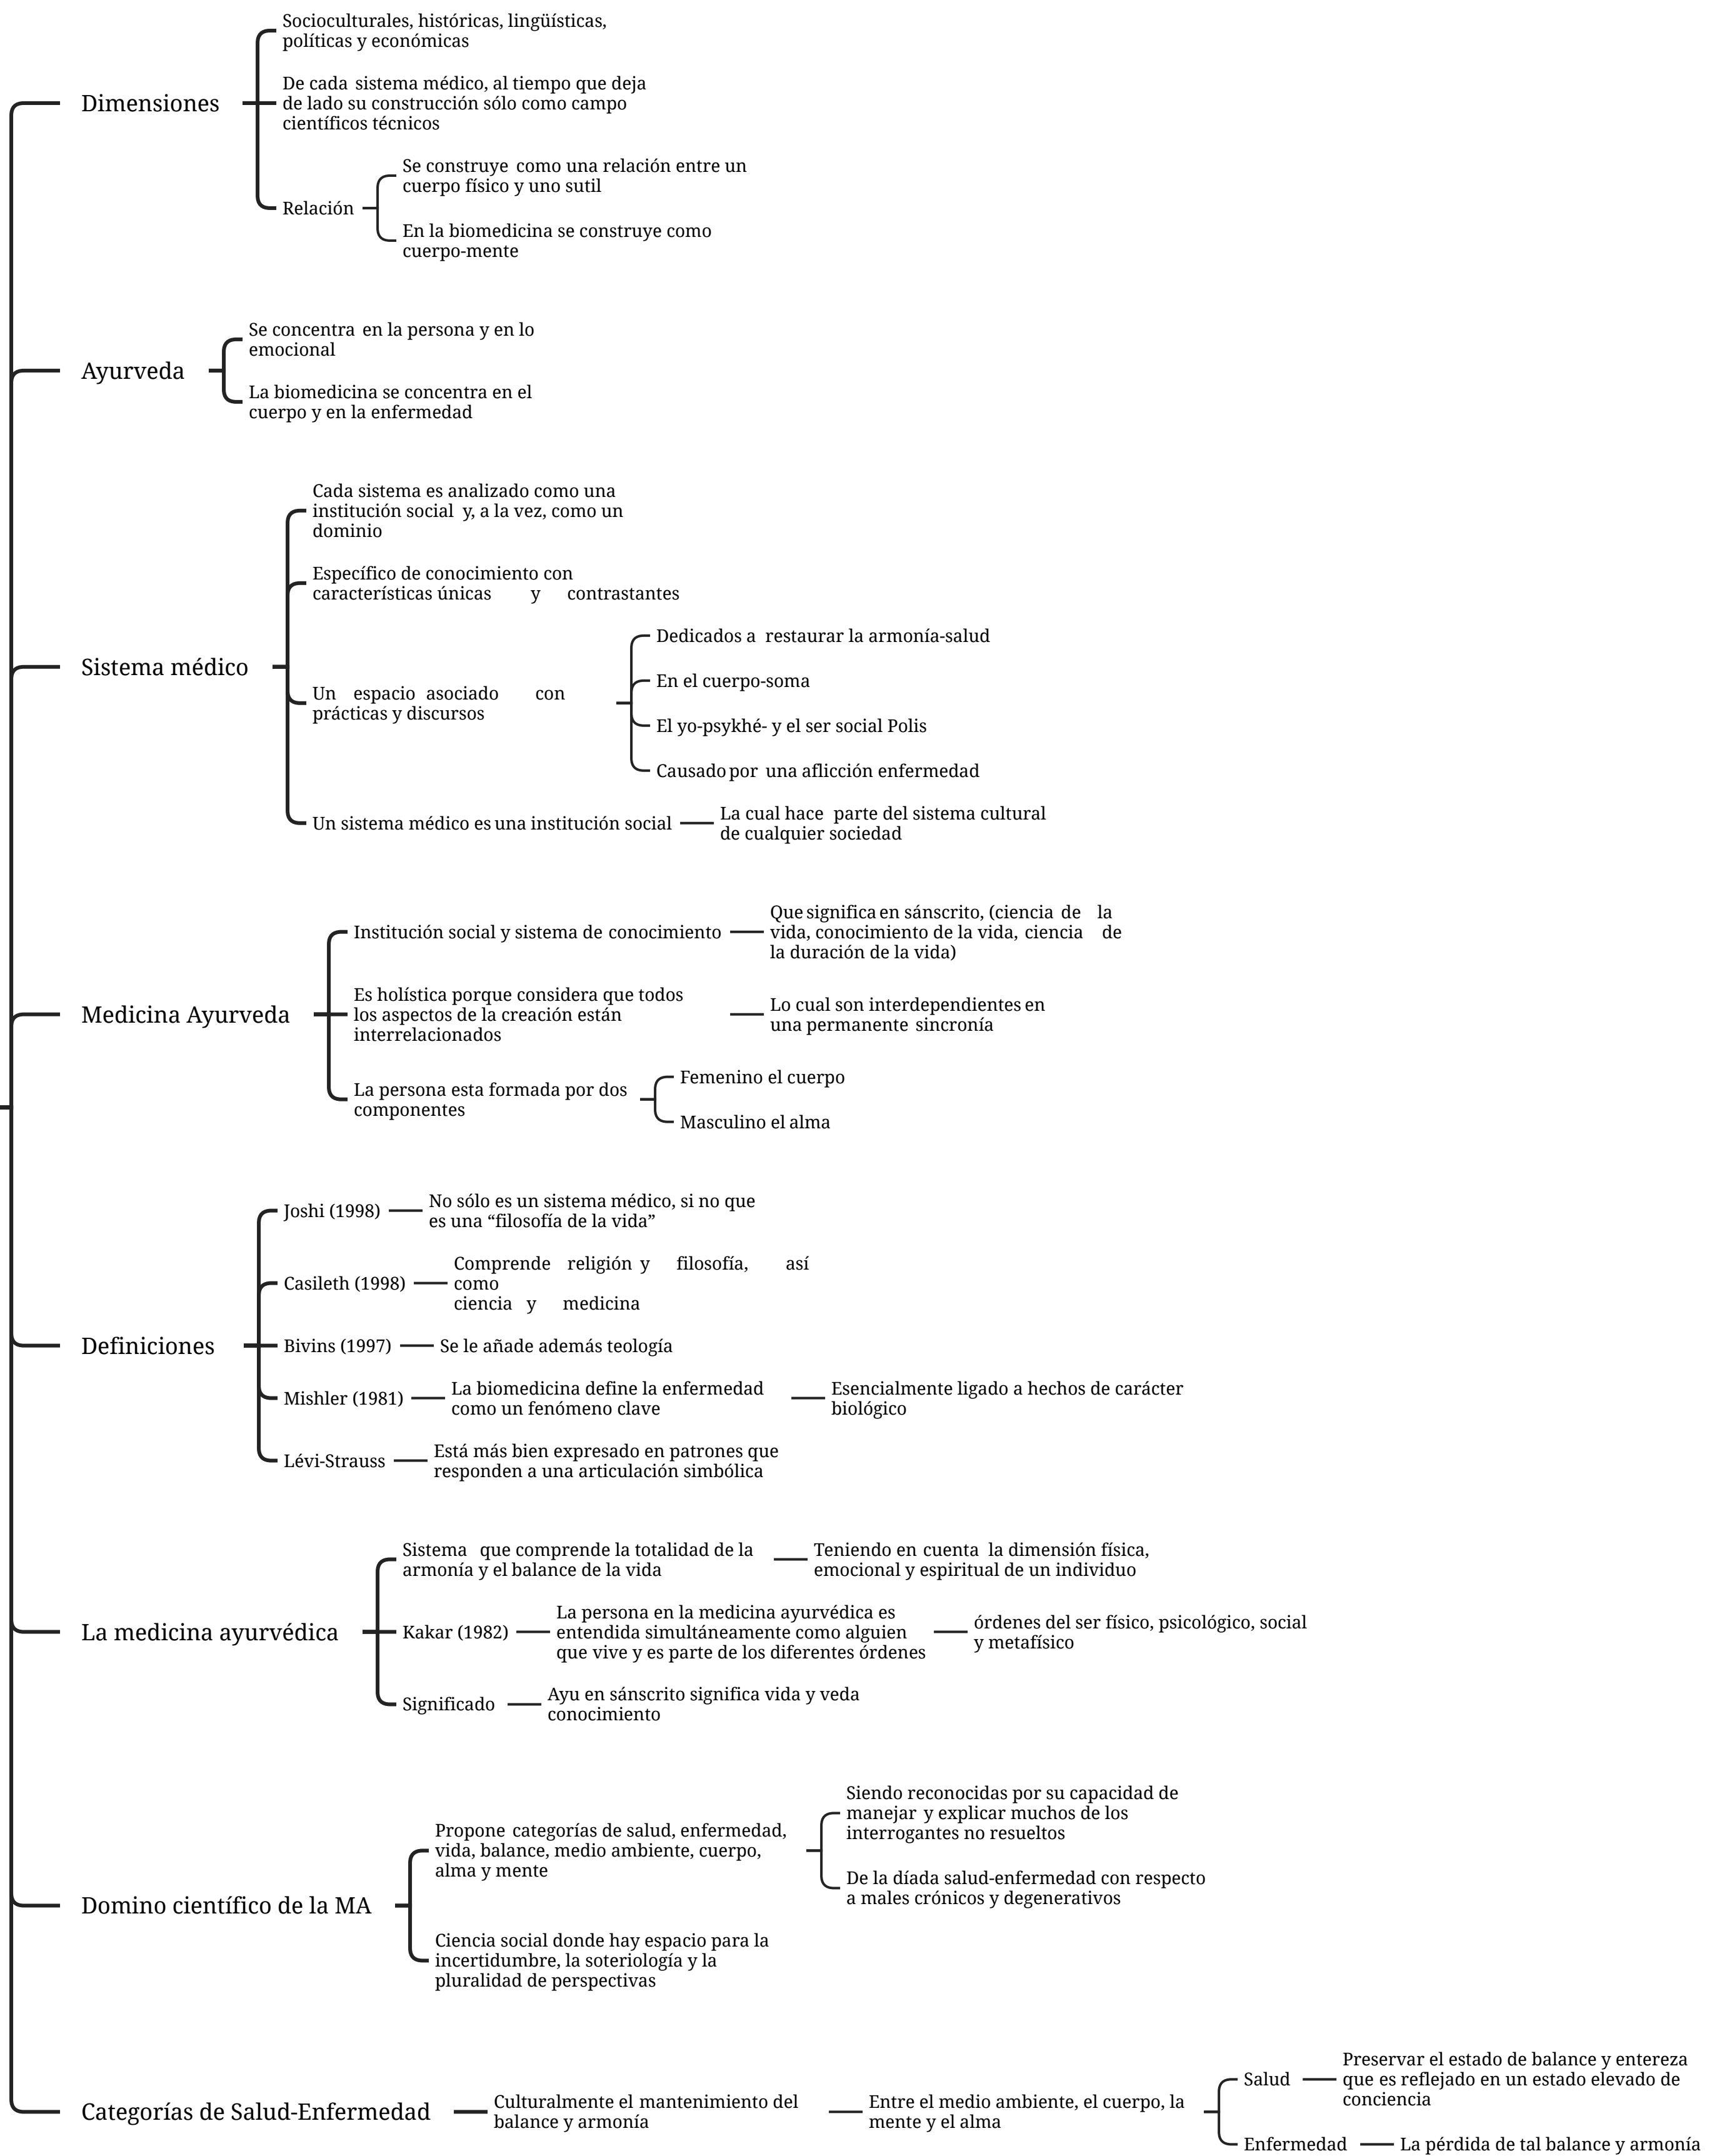 Dimensiones
Socioculturales, históricas, lingüísticas,
políticas y económicas
De cada sistema médico, al tiempo que deja
de lado su construcción sólo como campo
científicos técnicos
Relación
Se construye como una relación entre un
cuerpo físico y uno sutil
En la biomedicina se construye como
cuerpo-mente
Ayurveda
Se concentra en la persona y en lo
emocional
La biomedicina se concentra en el
cuerpo y en la enfermedad
Sistema médico
Cada sistema es analizado como una
institución social y, a la vez, como un
dominio
Específico de conocimiento con
características únicas y contrastantes
Un espacio asociado con
prácticas y discursos
Dedicados a restaurar la armonía-salud
En el cuerpo-soma
El yo-psykhé- y el ser social Polis
Causado por una aflicción enfermedad
Un sistema médico es una institución social
La cual hace parte del sistema cultural
de cualquier sociedad
Medicina Ayurveda
Institución social y sistema de conocimiento
Que significa en sánscrito, (ciencia de la
vida, conocimiento de la vida, ciencia de
la duración de la vida)
Es holística porque considera que todos
los aspectos de la creación están
interrelacionados
Lo cual son interdependientes en
una permanente sincronía
La persona esta formada por dos
componentes
Femenino el cuerpo
Masculino el alma
Definiciones
Joshi (1998)
No sólo es un sistema médico, si no que
es una “filosofía de la vida”
Casileth (1998)
Comprende religión y filosofía, así
como
ciencia y medicina
Bivins (1997)
Se le añade además teología
Mishler (1981)
La biomedicina define la enfermedad
como un fenómeno clave
Esencialmente ligado a hechos de carácter
biológico
Lévi-Strauss
Está más bien expresado en patrones que
responden a una articulación simbólica
La medicina ayurvédica
Sistema que comprende la totalidad de la
armonía y el balance de la vida
Teniendo en cuenta la dimensión física,
emocional y espiritual de un individuo
Kakar (1982)
La persona en la medicina ayurvédica es
entendida simultáneamente como alguien
que vive y es parte de los diferentes órdenes
órdenes del ser físico, psicológico, social
y metafísico
Significado
Ayu en sánscrito significa vida y veda
conocimiento
Domino científico de la MA
Propone categorías de salud, enfermedad,
vida, balance, medio ambiente, cuerpo,
alma y mente
Siendo reconocidas por su capacidad de
manejar y explicar muchos de los
interrogantes no resueltos
De la díada salud-enfermedad con respecto
a males crónicos y degenerativos
Ciencia social donde hay espacio para la
incertidumbre, la soteriología y la
pluralidad de perspectivas
Categorías de Salud-Enfermedad
Culturalmente el mantenimiento del
balance y armonía
Entre el medio ambiente, el cuerpo, la
mente y el alma
Salud
Preservar el estado de balance y entereza
que es reflejado en un estado elevado de
conciencia
Enfermedad
La pérdida de tal balance y armonía